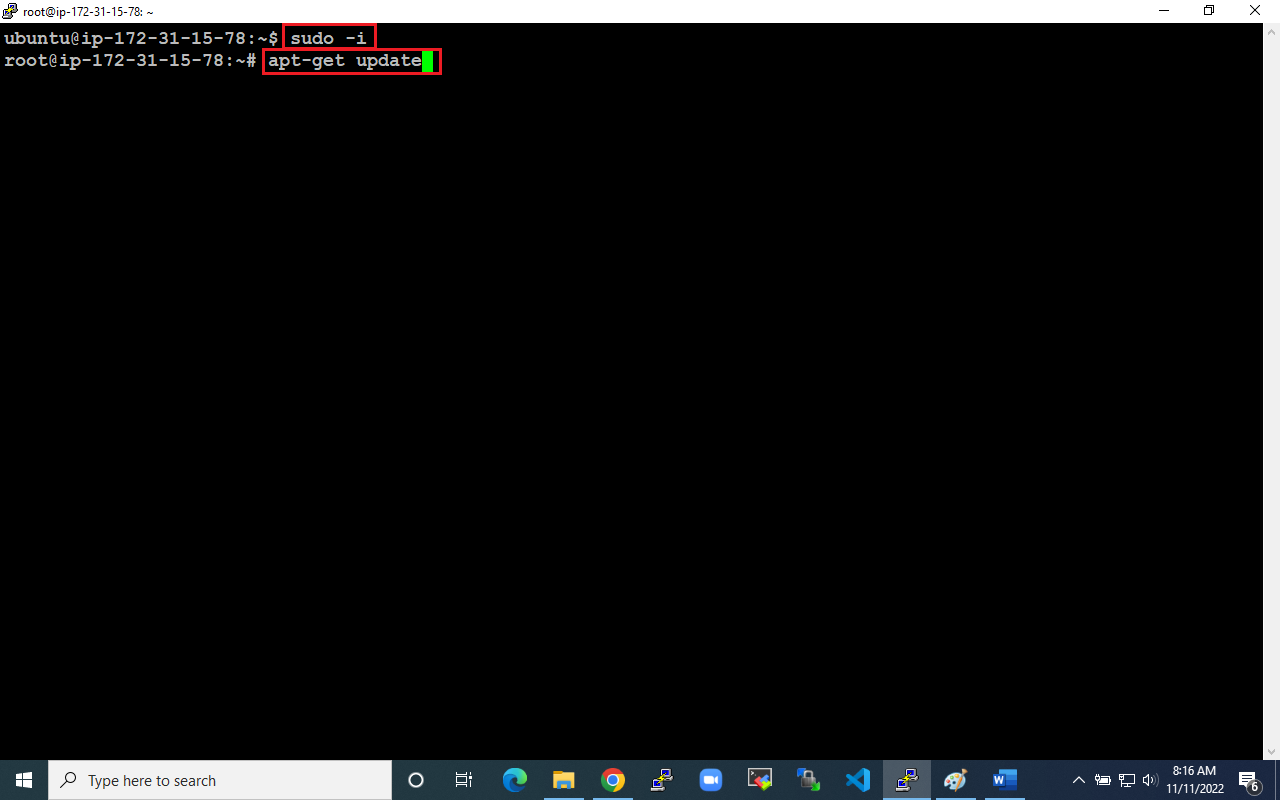 root@ip-172-31-15-78: ~
ubuntu@ip-172-31-15-78:~$ sudo -i
root@ip-172-31-15-78:~# apt-get update
Type here to search
8:16 AM
11/11/2022
6